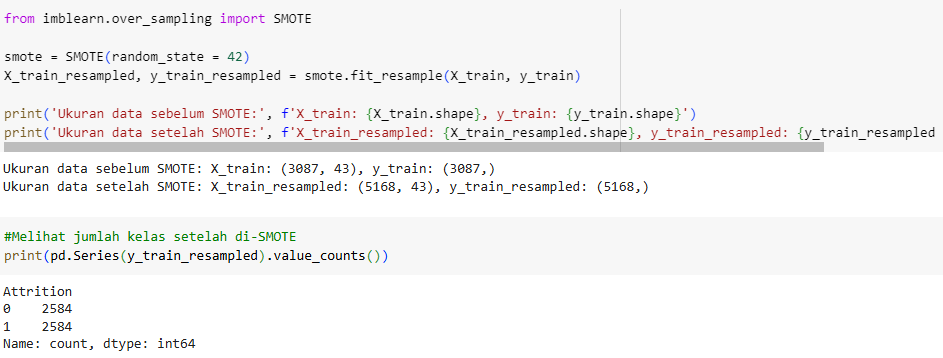 from imblearn.over_sampling import SMOTE
smote = SMOTE(random_state = 42)
X_train_resampled, y_train_resampled = smote.fit_resample(X_train, y_train)
print('Ukuran data sebelum SMOTE:', f'X_train: {X_train.shape}, y_train: {y_train.shape}')
print('Ukuran data setelah SMOTE:', f'X_train_resampled: {X_train_resampled.shape}, y_train_resampled: {y_train_resampled
Ukuran data sebelum SMOTE: X_train: (3087, 43), y_train: (3087,)
Ukuran data setelah SMOTE: X_train_resampled: (5168, 43), y_train_resampled: (5168,)
#Melihat jumlah kelas setelah di-SMOTE
print(pd.Series(y_train_resampled).value_counts())
Attrition
0    2584
1    2584
Name: count, dtype: int64